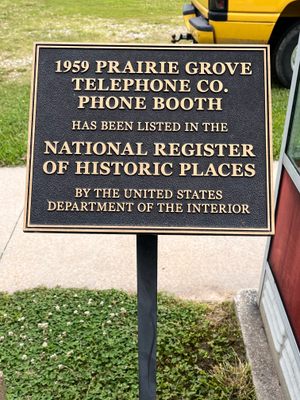 1959 PRAIRIE GROVE
TELEPHONE CO.
PHONE BOOTH
HAS BEEN LISTED IN THE
NATIONAL REGISTER
OF HISTORIC PLACES
BY THE UNITED STATES
DEPARTMENT OF THE INTERIOR